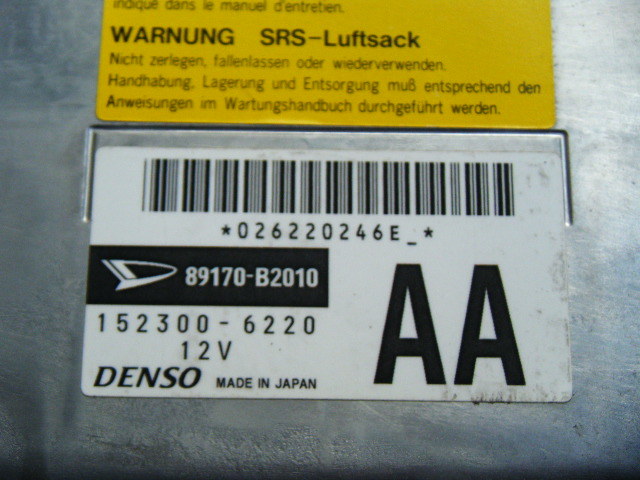 indiqué dans le manuel d'entretien.
WARNUNG SRS-Luftsack
Nicht zerlegen, fallenlassen oder wiederverwenden.
Handhabung, Lagerung und Entsorgung muß entsprechend den
Anweisungen im Wartungshandbuch durchgeführt werden.
*026220246E_*
89170-B2010
152300-6220
12V
AA
DENSO MADE IN JAPAN